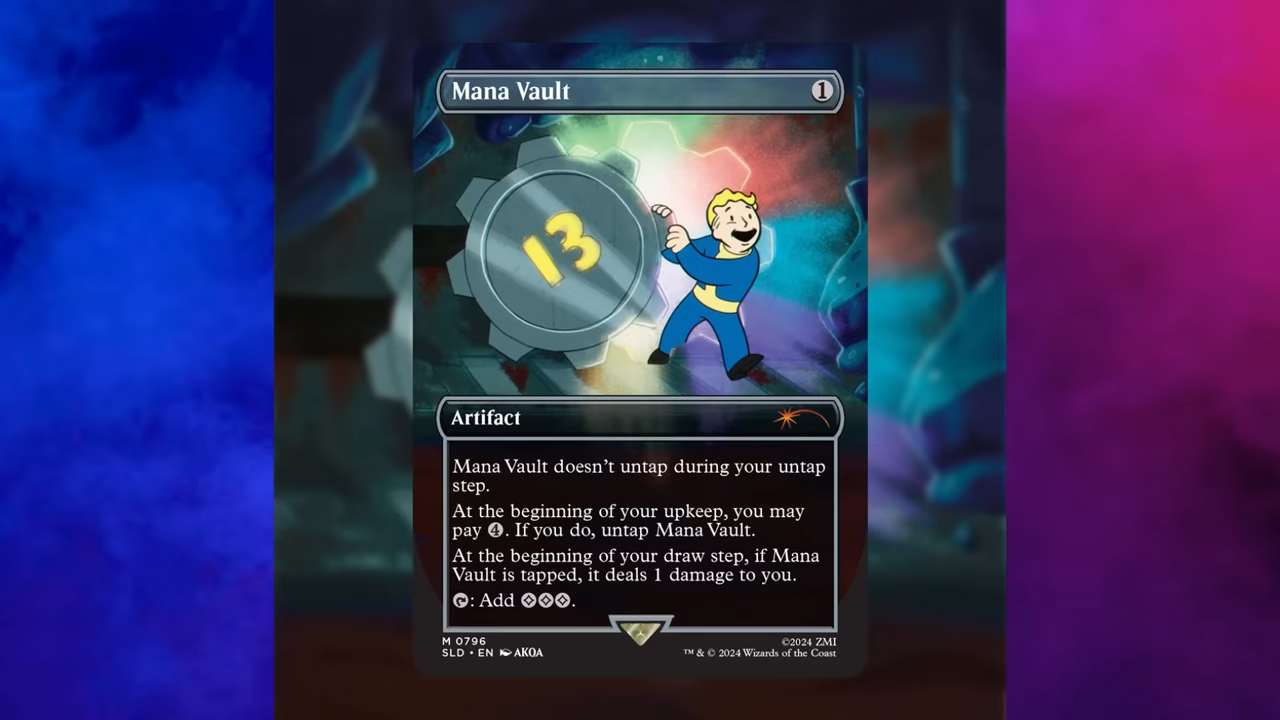 Mana Vault 1
13
Artifact
Mana Vault doesn't untap during your untap
step.
At the beginning of your upkeep, you may
pay 4. If you do, untap Mana Vault.
At the beginning of your draw step, if Mana
Vault is tapped, it deals 1 damage to you.
: Add .
M 0796
SLD • EN AKQA
©2024 ZMI
™ & © 2024 Wizards of the Coast